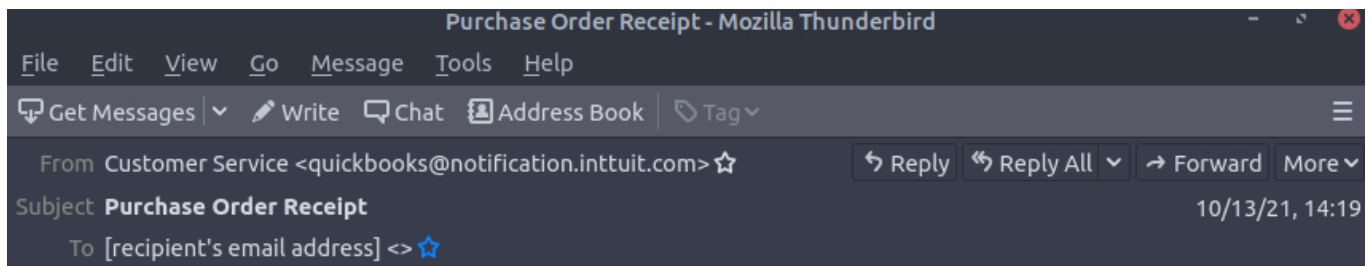 Purchase Order Receipt - Mozilla Thunderbird
File Edit View Go Message Tools Help
Get Messages Write Chat Address Book Tag
From Customer Service <quickbooks@notification.inttuit.com> Reply Reply All Forward More
Subject Purchase Order Receipt 10/13/21, 14:19
To [recipient's email address] <>